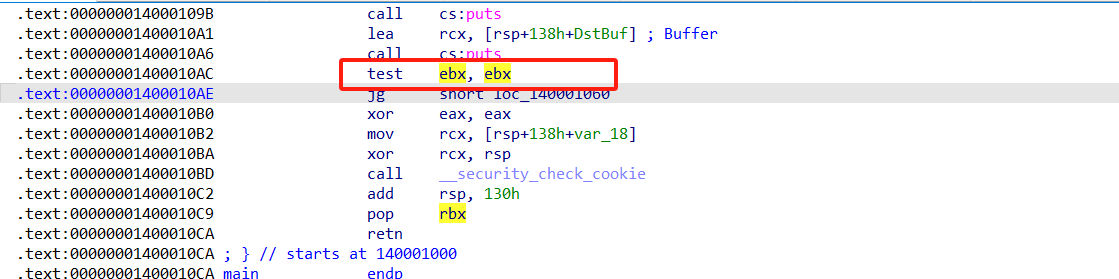 .text:000000014000109B call cs:puts
.text:00000001400010A1 lea rcx, [rsp+138h+DstBuf] ; Buffer
.text:00000001400010A6 call cs:puts
.text:00000001400010AC test ebx, ebx
.text:00000001400010AE jg short loc_140001060
.text:00000001400010B0 xor eax, eax
.text:00000001400010B2 mov rcx, [rsp+138h+var_18]
.text:00000001400010BA xor rcx, rsp
.text:00000001400010BD call __security_check_cookie
.text:00000001400010C2 add rsp, 130h
.text:00000001400010C9 pop rbx
.text:00000001400010CA retn
.text:00000001400010CA ; } // starts at 140001000
.text:00000001400010CA main endp